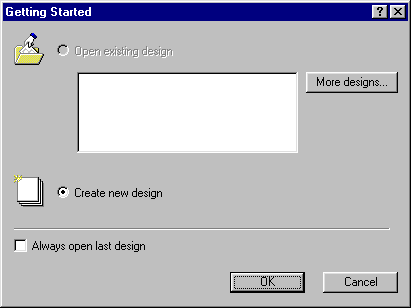 Getting Started
Open existing design
More designs...
Create new design
Always open last design
OK
Cancel